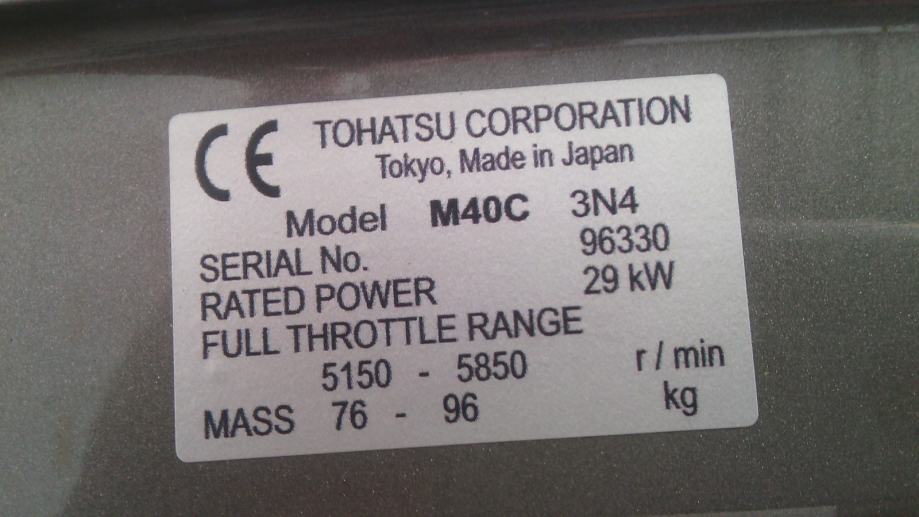 CE TOHATSU CORPORATION
Tokyo, Made in Japan
Model M40C 3N4
SERIAL No. 96330
RATED POWER 29 kW
FULL THROTTLE RANGE
5150 - 5850 r / min
MASS 76 - 96 kg